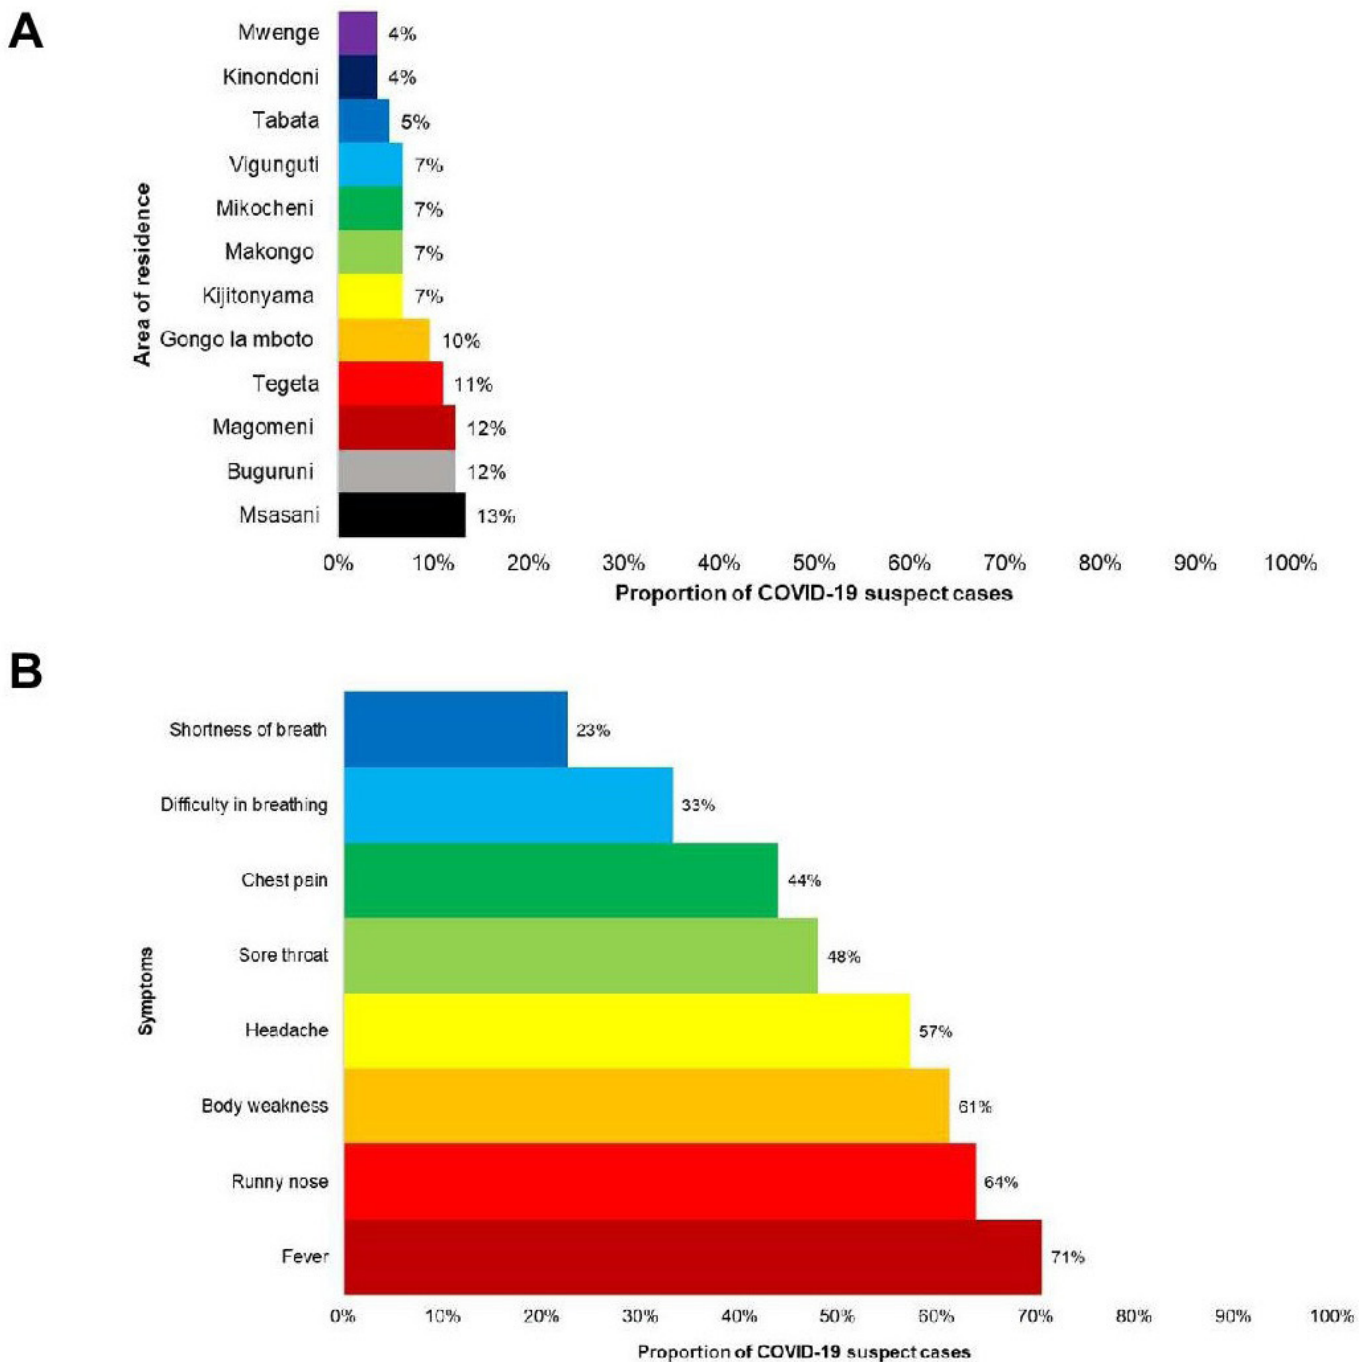 A
Mwenge 4%
Kinondoni 4%
Tabata 5%
Vigunguti 7%
Mikocheni 7%
Makongo 7%
Kijitonyama 7%
Gongo la mboto 10%
Tegeta 11%
Magomeni 12%
Buguruni 12%
Msasani 13%
Area of residence
0% 10% 20% 30% 40% 50% 60% 70% 80% 90% 100%
Proportion of COVID-19 suspect cases
B
Shortness of breath 23%
Difficulty in breathing 33%
Chest pain 44%
Sore throat 48%
Headache 57%
Body weakness 61%
Runny nose 64%
Fever 71%
Symptoms
0% 10% 20% 30% 40% 50% 60% 70% 80% 90% 100%
Proportion of COVID-19 suspect cases